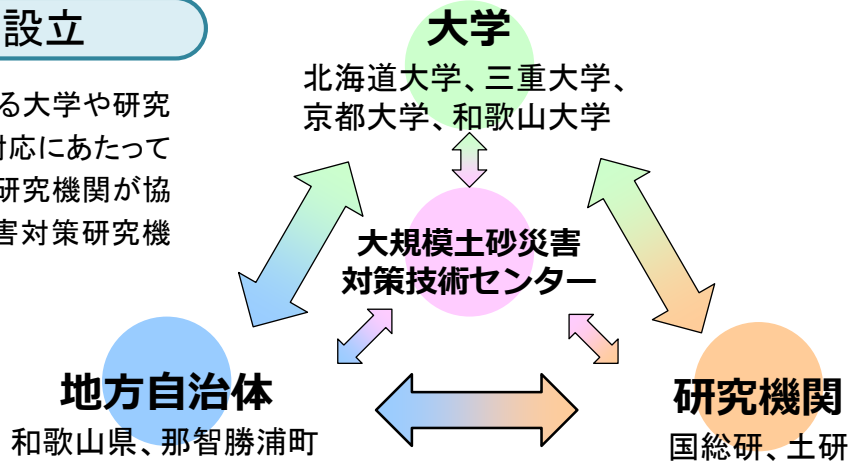 設立
る大学や研究
対応にあたって
研究機関が協
害対策研究機
大学
北海道大学、三重大学、
京都大学、和歌山大学
大規模土砂災害
対策技術センター
地方自治体
和歌山県、那智勝浦町
研究機関
国総研、土研